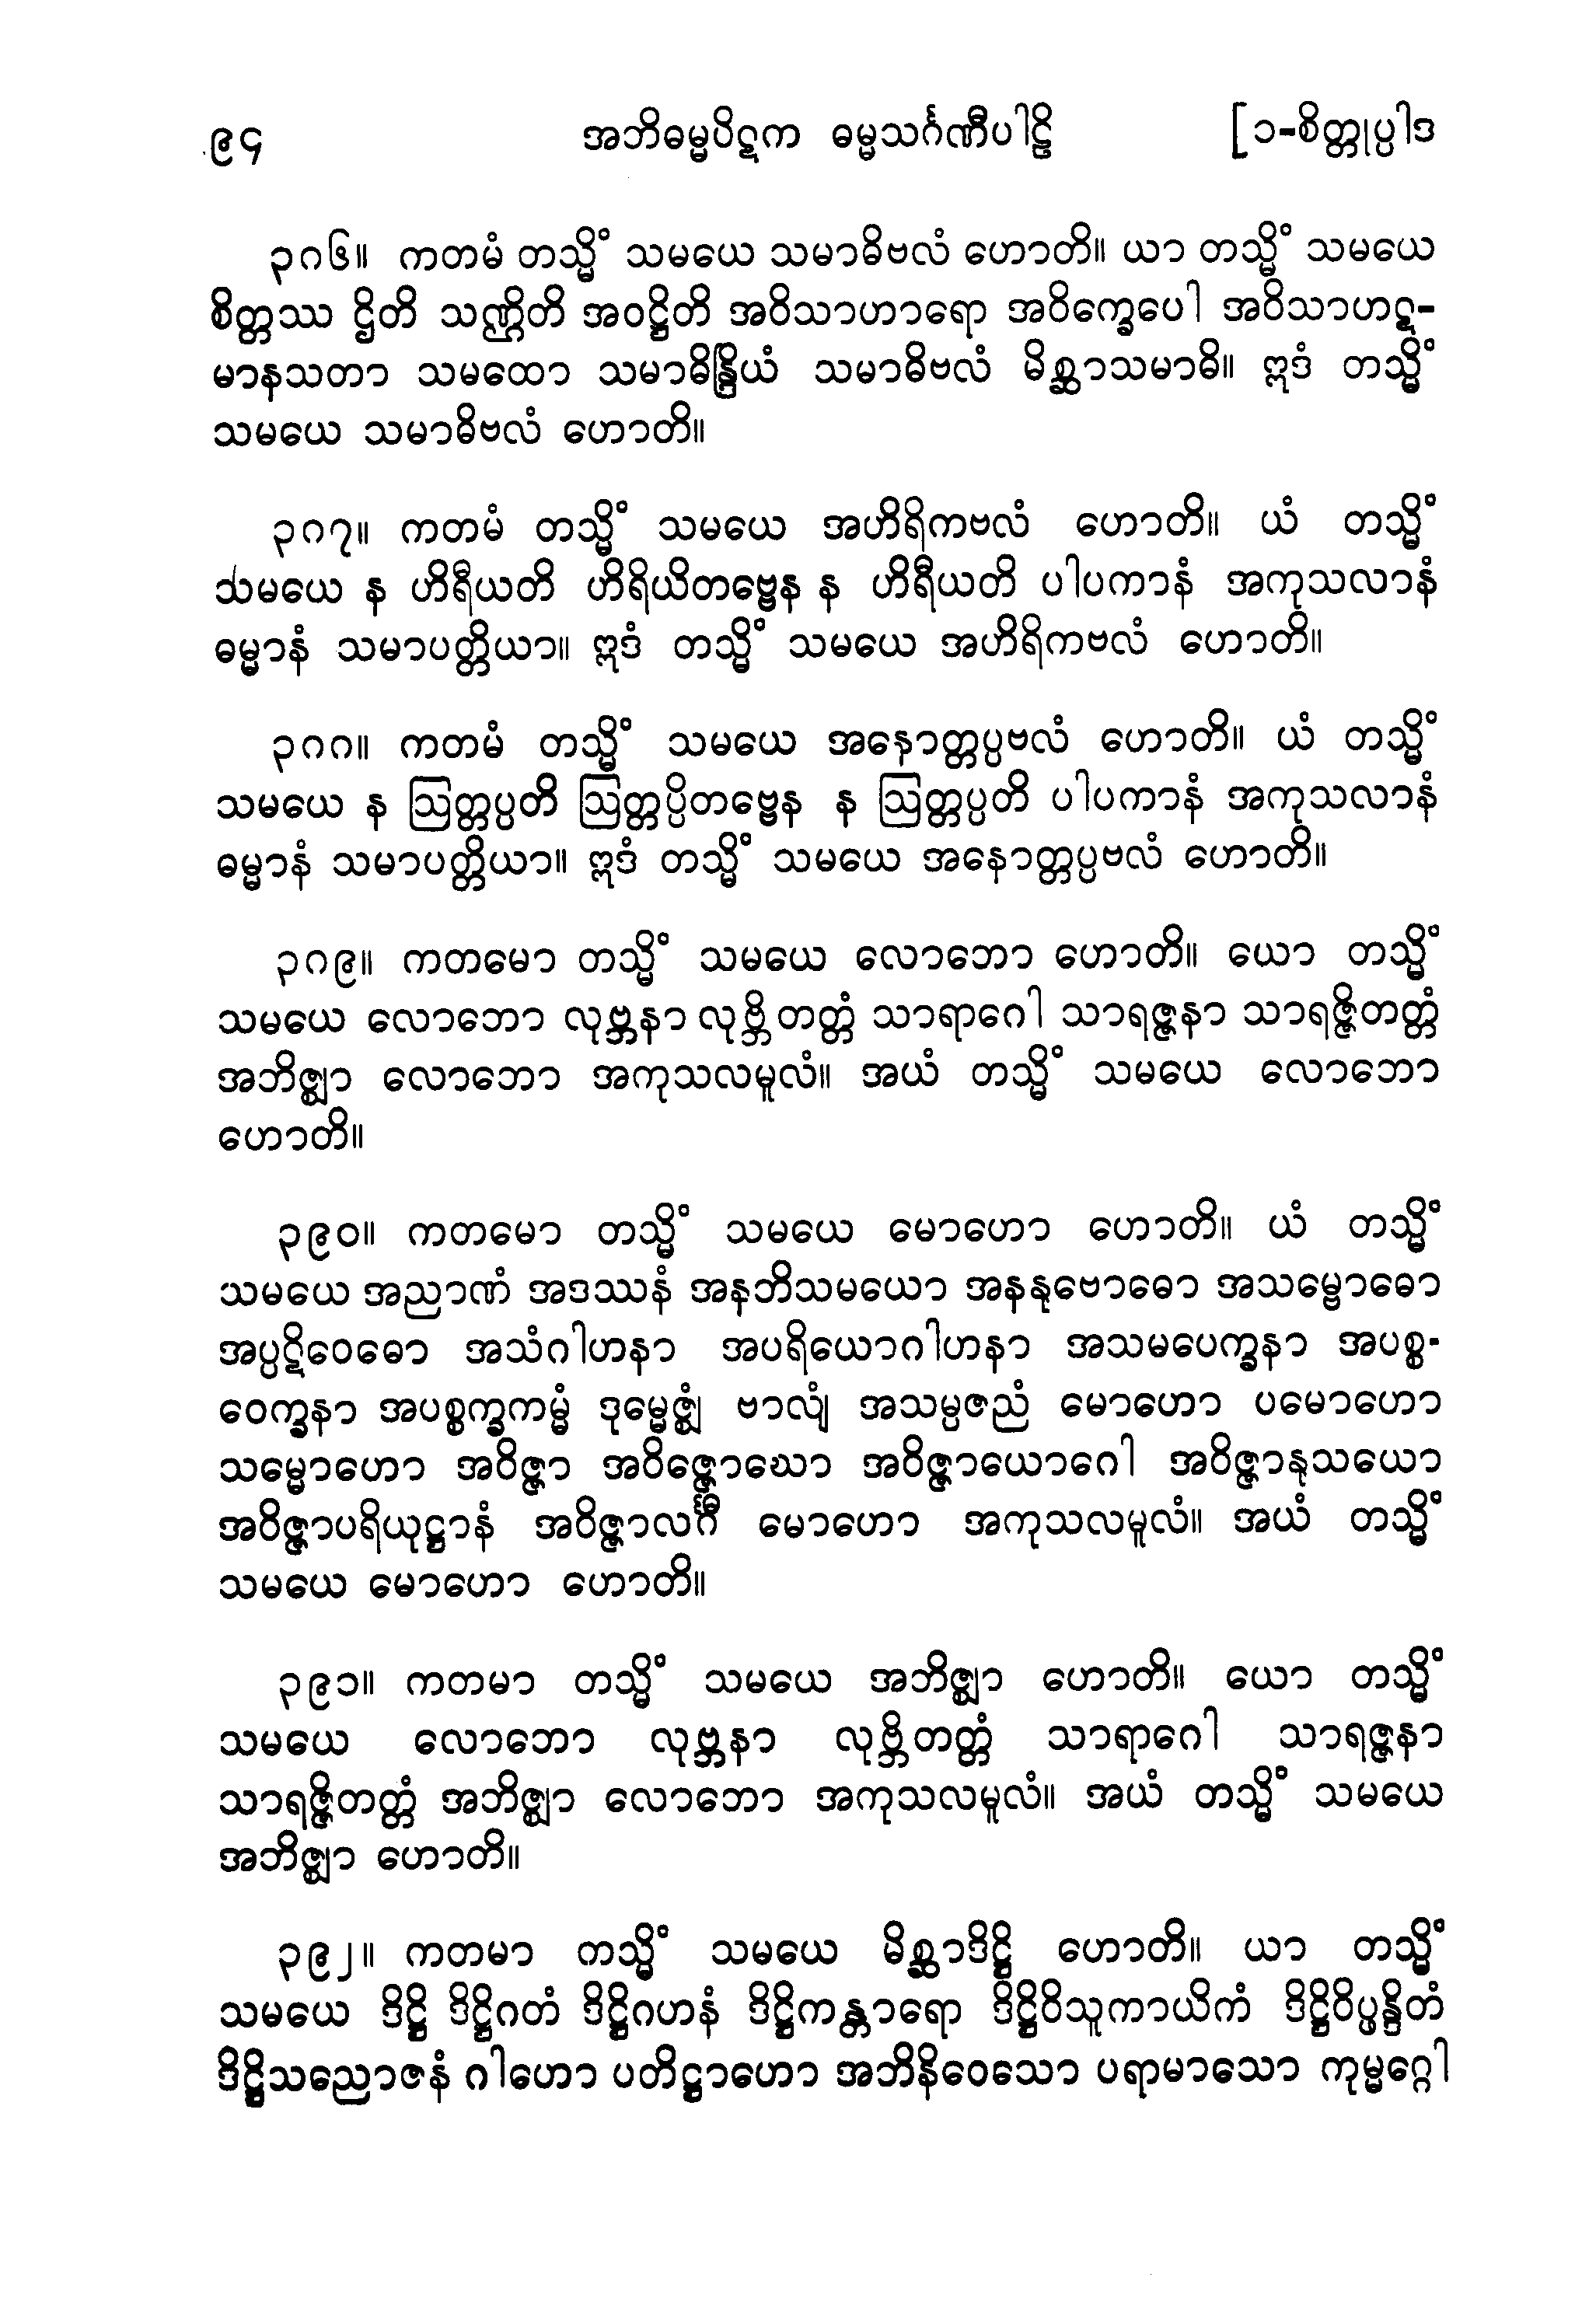 ၉၄ အဘိဓမ္မပိဋက ဓမ္မသင်္ဂဏီပါဠိ [၁-စိတ္တုပ္ပါဒ
၃၈၆။ ကတမံ တသ္မိံ သမယေ သမာဓိဗလံ ဟောတိ။ ယာ တသ္မိံ သမယေ
စိတ္တဿ ဌိတိ သဏ္ဌိတိ အဝဋ္ဌိတိ အဝိသာဟာရော အဝိက္ခေပေါ အဝိသာဟဋ-
မာနသတာ သမထော သမာဓိန္ဒြိယံ သမာဓိဗလံ မိစ္ဆာသမာဓိ။ ဣဒံ တသ္မိံ
သမယေ သမာဓိဗလံ ဟောတိ။
၃၈၇။ ကတမံ တသ္မိံ သမယေ အဟိရိကဗလံ ဟောတိ။ ယံ တသ္မိံ
သမယေ န ဟိရီယတိ ဟိရိယိတဗ္ဗေန န ဟိရီယတိ ပါပကာနံ အကုသလာနံ
ဓမ္မာနံ သမာပတ္တိယာ။ ဣဒံ တသ္မိံ သမယေ အဟိရိကဗလံ ဟောတိ။
၃၈၈။ ကတမံ တသ္မိံ သမယေ အနောတ္တပ္ပဗလံ ဟောတိ။ ယံ တသ္မိံ
သမယေ န ဩတ္တပ္ပတိ ဩတ္တပ္ပိတဗ္ဗေန န ဩတ္တပ္ပတိ ပါပကာနံ အကုသလာနံ
ဓမ္မာနံ သမာပတ္တိယာ။ ဣဒံ တသ္မိံ သမယေ အနောတ္တပ္ပဗလံ ဟောတိ။
၃၈၉။ ကတမော တသ္မိံ သမယေ လောဘော ဟောတိ။ ယော တသ္မိံ
သမယေ လောဘော လုဗ္ဘနာ လုဗ္ဘိတတ္တံ သာရာဂေါ သာရဇ္ဇနာ သာရဇ္ဇိတတ္တံ
အဘိဇ္ဈာ လောဘော အကုသလမူလံ။ အယံ တသ္မိံ သမယေ လောဘော
ဟောတိ။
၃၉၀။ ကတမော တသ္မိံ သမယေ မောဟော ဟောတိ။ ယံ တသ္မိံ
သမယေ အညာဏံ အဒဿနံ အနဘိသမယော အနနုဗောဓော အသမ္ဗောဓော
အပ္ပဋိဝေဓော အသံဂါဟနာ အပရိယောဂါဟနာ အသမပေက္ခနာ အပစ္စ-
ဝေက္ခနာ အပစ္စက္ခကမ္မံ ဒုမ္မေဇ္ဈံ ဗာလျံ အသမ္ပဇညံ မောဟော ပမောဟော
သမ္မောဟော အဝိဇ္ဇာ အဝိဇ္ဇောဃော အဝိဇ္ဇာယောဂေါ အဝိဇ္ဇာနုသယော
အဝိဇ္ဇာပရိယုဋ္ဌာနံ အဝိဇ္ဇာလင်္ဂီ မောဟော အကုသလမူလံ။ အယံ တသ္မိံ
သမယေ မောဟော ဟောတိ။
၃၉၁။ ကတမာ တသ္မိံ သမယေ အဘိဇ္ဈာ ဟောတိ။ ယော တသ္မိံ
သမယေ လောဘော လုဗ္ဘနာ လုဗ္ဘိတတ္တံ သာရာဂေါ သာရဇ္ဇနာ
သာရဇ္ဇိတတ္တံ အဘိဇ္ဈာ လောဘော အကုသလမူလံ။ အယံ တသ္မိံ သမယေ
အဘိဇ္ဈာ ဟောတိ။
၃၉၂။ ကတမာ တသ္မိံ သမယေ မိစ္ဆာဒိဋ္ဌိ ဟောတိ။ ယာ တသ္မိံ
သမယေ ဒိဋ္ဌိ ဒိဋ္ဌိဂတံ ဒိဋ္ဌိဂဟနံ ဒိဋ္ဌိကန္တာရော ဒိဋ္ဌိဝိသူကာယိကံ ဒိဋ္ဌိဝိပ္ဖန္ဒိတံ
ဒိဋ္ဌိသညောဇနံ ဂါဟော ပတိဋ္ဌာဟော အဘိနိဝေသော ပရာမာသော ကုမ္မဂ္ဂေါ